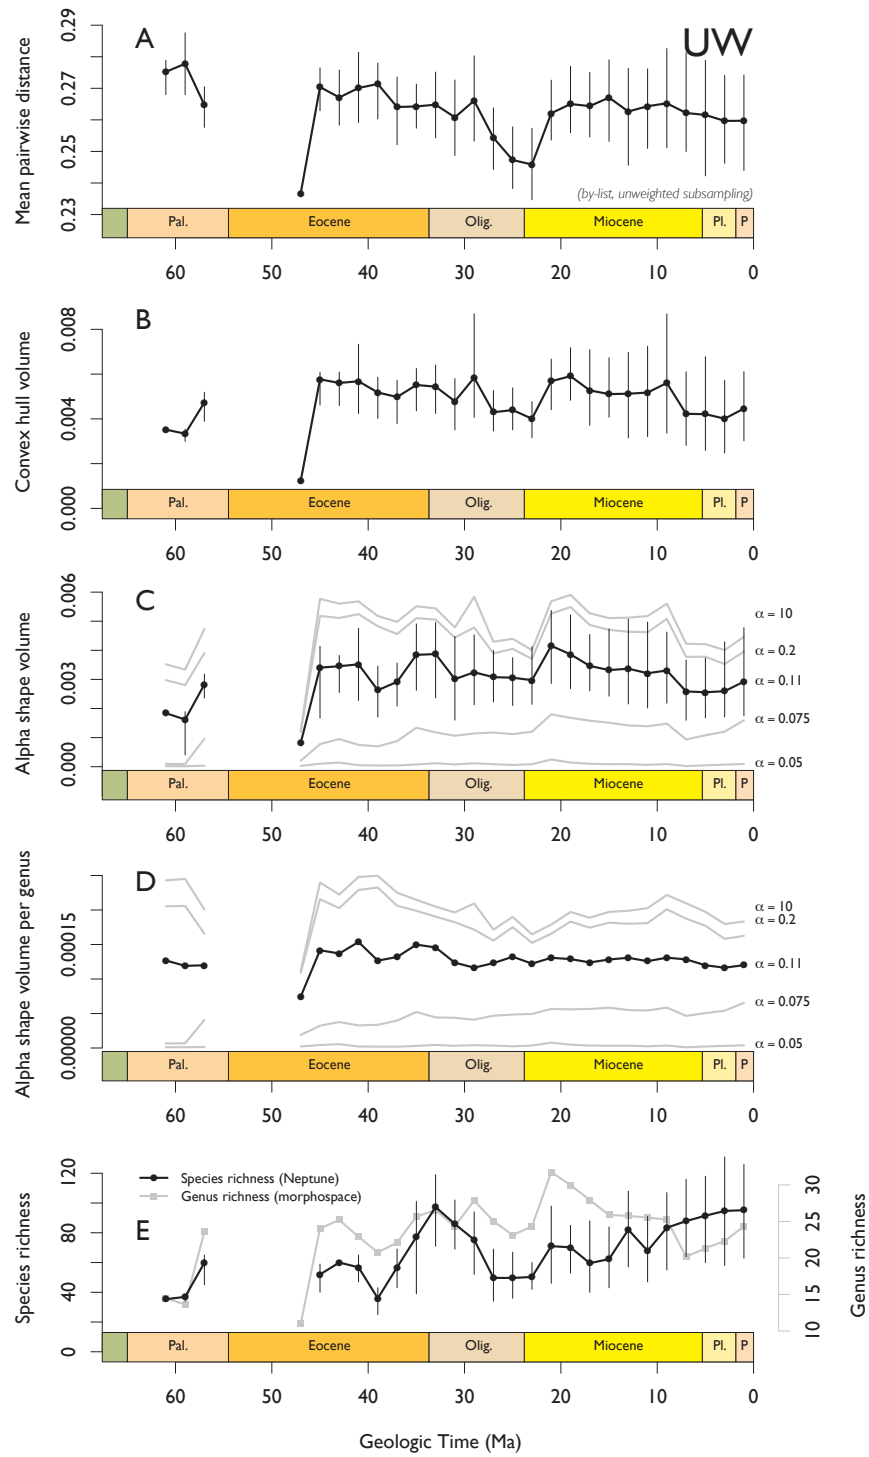 A
UW
Mean pairwise distance
0.29
0.27
0.25
0.23
(by-list, unweighted subsampling)
Pal.
Eocene
Olig.
Miocene
Pl.
P
60
50
40
30
20
10
0
B
Convex hull volume
0.008
0.004
0.000
Pal.
Eocene
Olig.
Miocene
Pl.
P
60
50
40
30
20
10
0
C
Alpha shape volume
0.006
0.003
0.000
α = 10
α = 0.2
α = 0.11
α = 0.075
α = 0.05
Pal.
Eocene
Olig.
Miocene
Pl.
P
60
50
40
30
20
10
0
D
Alpha shape volume per genus
0.00015
0.00000
α = 10
α = 0.2
α = 0.11
α = 0.075
α = 0.05
Pal.
Eocene
Olig.
Miocene
Pl.
P
60
50
40
30
20
10
0
Species richness (Neptune)
Genus richness (morphospace)
E
Species richness
120
80
40
0
Genus richness
30
25
20
15
10
Pal.
Eocene
Olig.
Miocene
Pl.
P
60
50
40
30
20
10
0
Geologic Time (Ma)